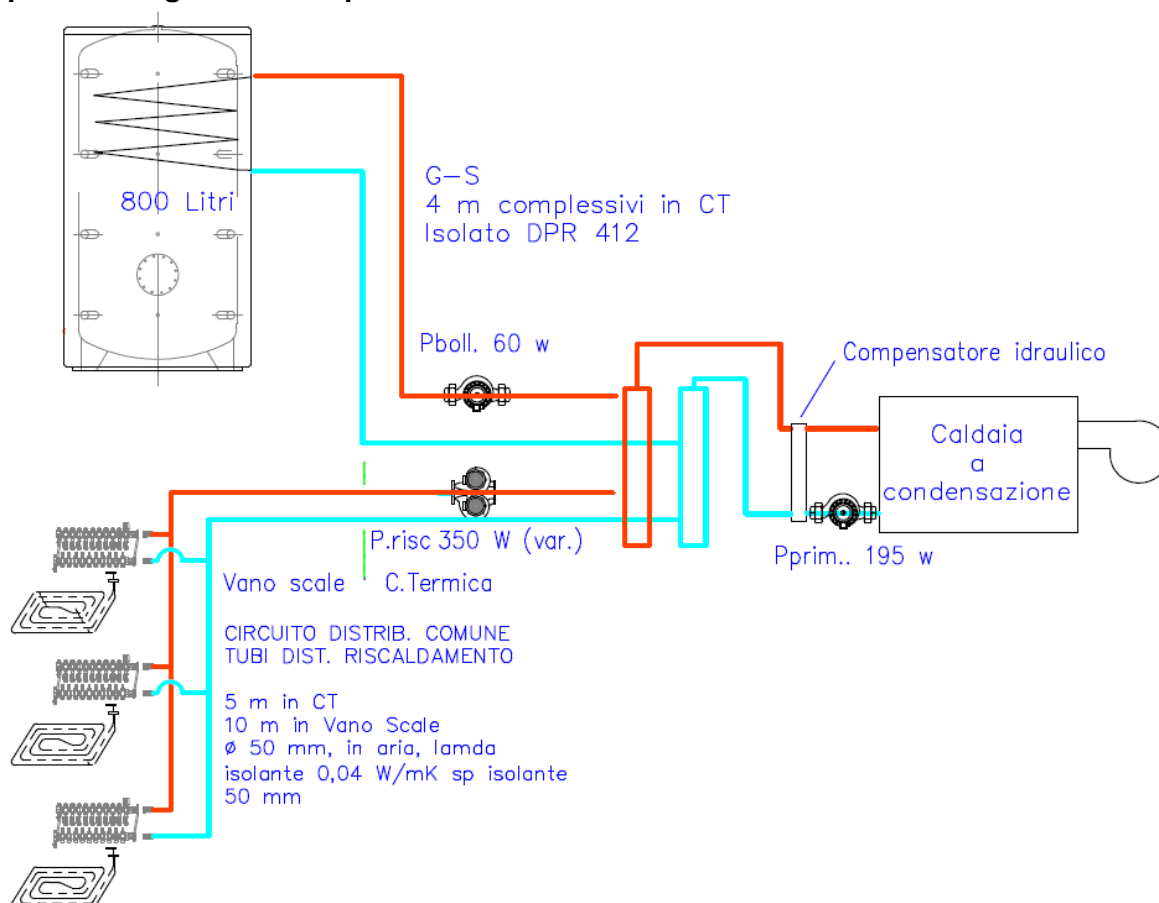 800 Litri
G-S
4 m complessivi in CT
Isolato DPR 412
Pboll. 60 w
Compensatore idraulico
Caldaia
a
condensazione
P.risc 350 W (var.)
Pprim.. 195 w
Vano scale
C.Termica
CIRCUITO DISTRIB. COMUNE
TUBI DIST. RISCALDAMENTO
5 m in CT
10 m in Vano Scale
ø 50 mm, in aria, lamda
isolante 0,04 W/mK sp isolante
50 mm